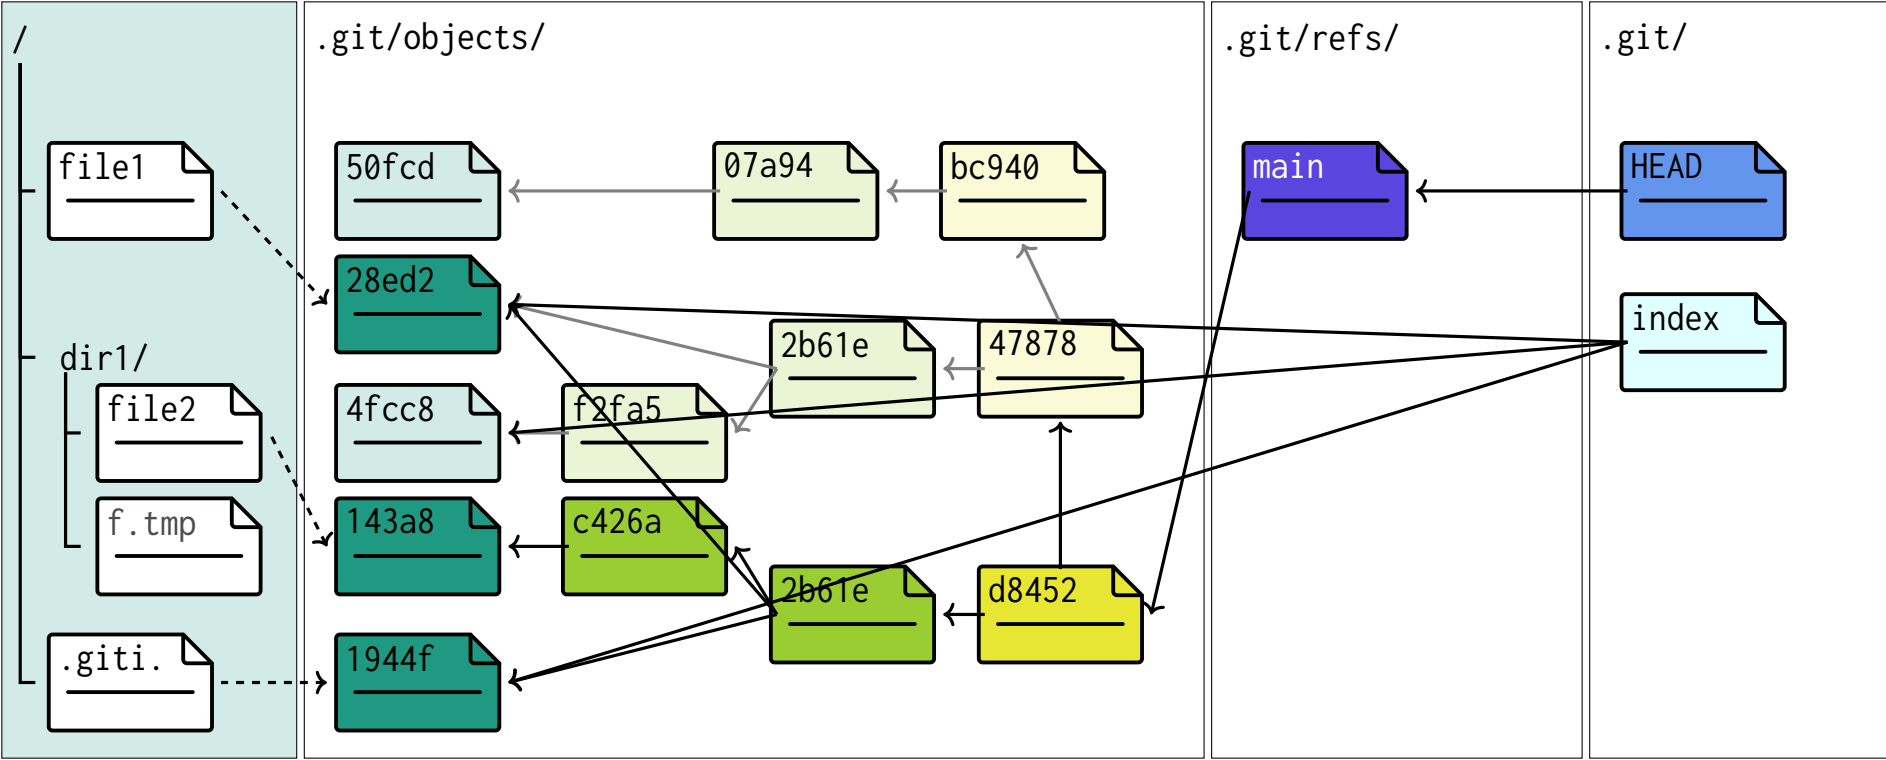 /
.git/objects/
.git/refs/
.git/
file1
50fcd
07a94
bc940
main
HEAD
28ed2
index
2b61e
47878
dir1/
file2
4fcc8
f2fa5
f.tmp
143a8
c426a
2b61e
d8452
.giti.
1944f